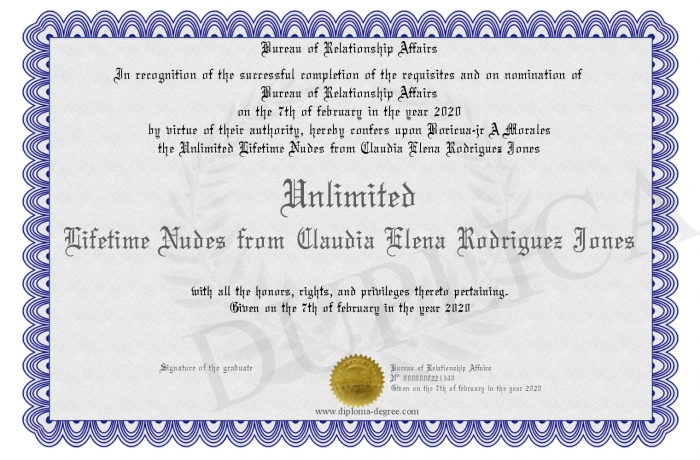 Bureau of Relationship Affairs
In recognition of the successful completion of the requisites and on nomination of
Bureau of Relationship Affairs
on the 7th of february in the year 2020
by virtue of their authority, hereby confers upon Boricua-jr A Morales
the Unlimited Lifetime Nudes from Claudia Elena Rodriguez Jones
Unlimited
Lifetime Nudes from Claudia Elena Rodriguez Jones
DUPLICA
with all the honors, rights, and privileges thereto pertaining.
Given on the 7th of february in the year 2020
Signature of the graduate
Bureau of Relationship Affairs
Nº 0000000221340
Given on the 7th of february in the year 2020
www.diploma-degree.com